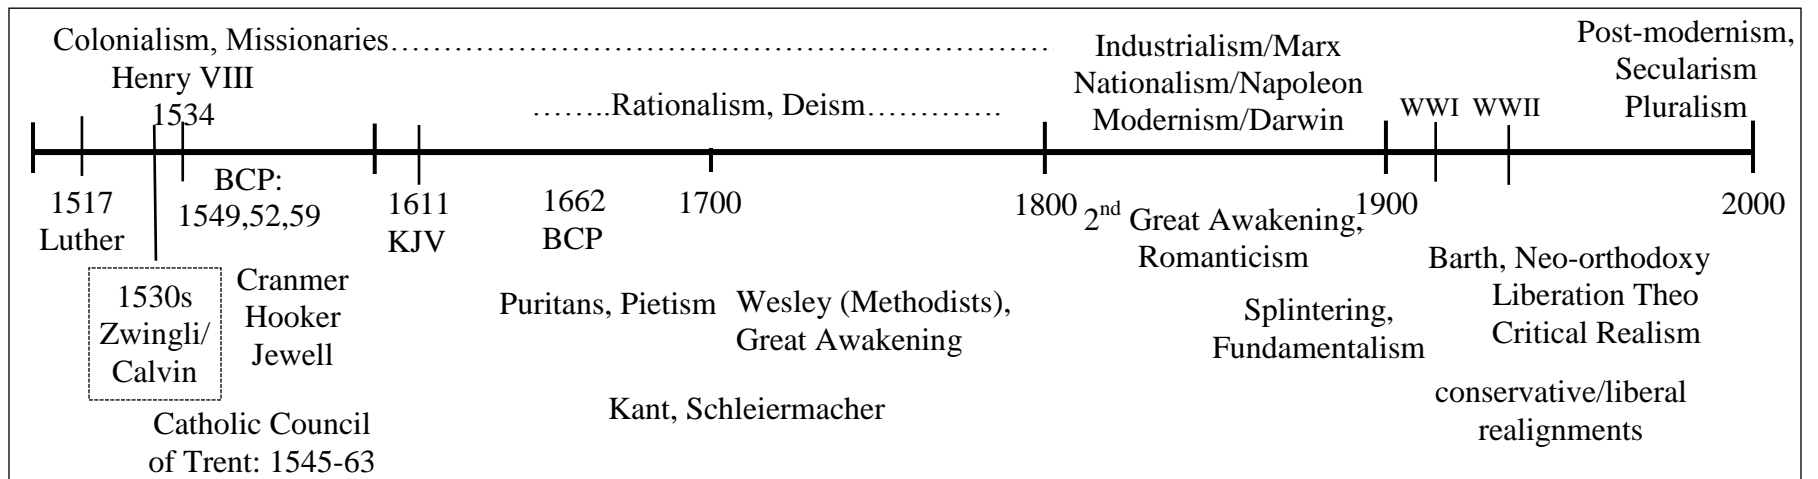 Colonialism, Missionaries………………………………………………………
Henry VIII
1534
……..Rationalism, Deism………….
Industrialism/Marx
Nationalism/Napoleon
Modernism/Darwin
WWI WWII
Post-modernism,
Secularism
Pluralism
1517
Luther
BCP:
1549,52,59
1611
KJV
1662
BCP
1700
1800
2nd Great Awakening,
Romanticism
1900
2000
1530s
Zwingli/
Calvin
Cranmer
Hooker
Jewell
Puritans, Pietism
Wesley (Methodists),
Great Awakening
Splintering,
Fundamentalism
Barth, Neo-orthodoxy
Liberation Theo
Critical Realism
Kant, Schleiermacher
conservative/liberal
realignments
Catholic Council
of Trent: 1545-63